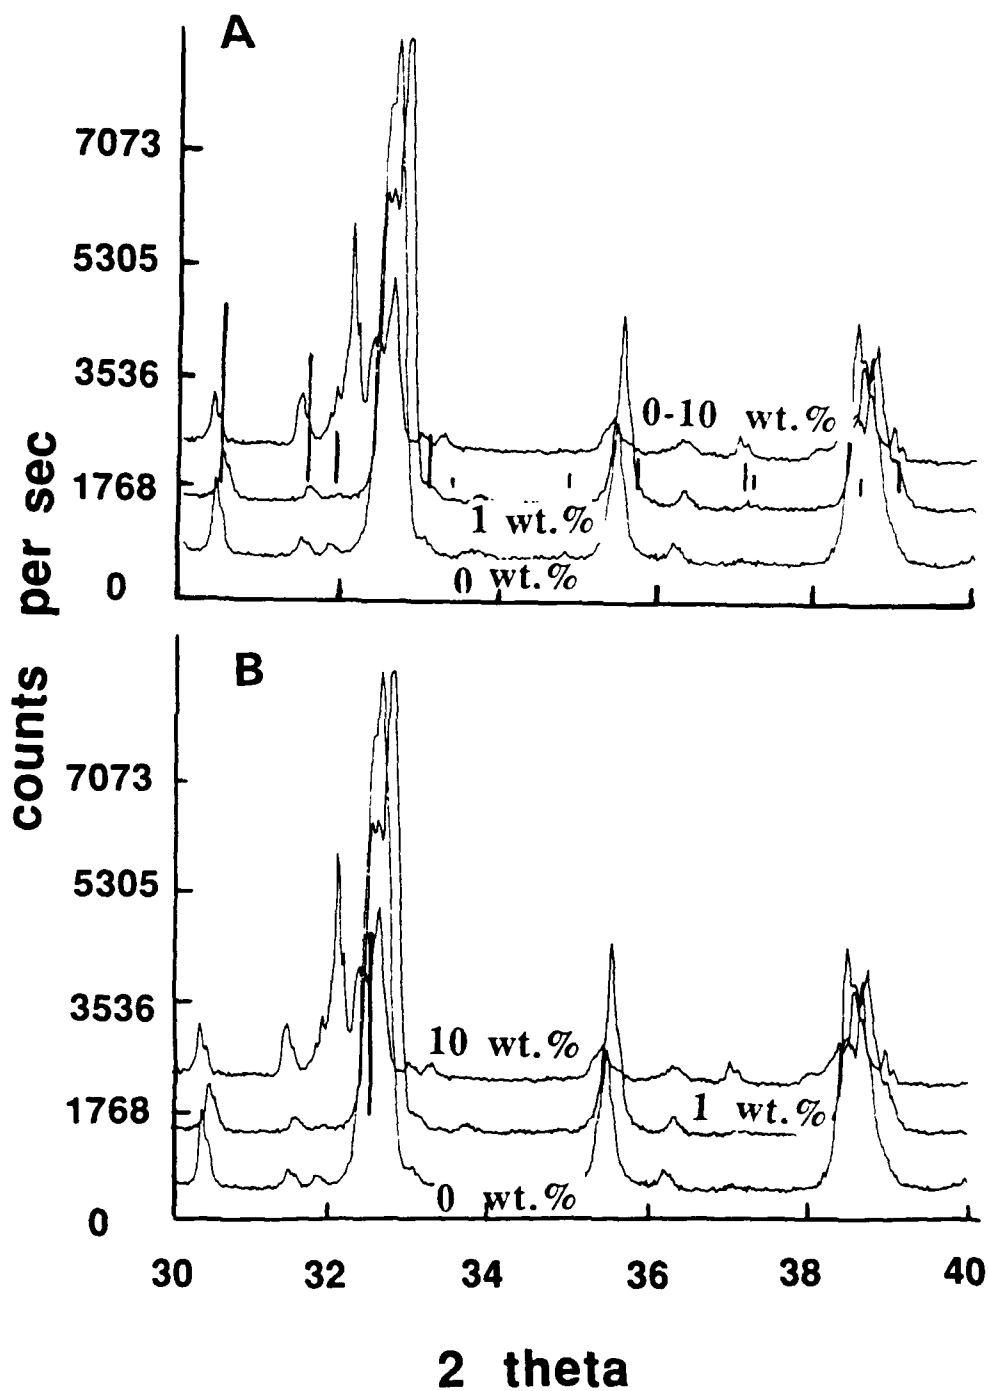 A
7073
5305
3536
1768
0
0-10 wt.%
1 wt.%
0 wt.%
counts per sec
B
7073
5305
3536
1768
0
10 wt.%
1 wt.%
0 wt.%
30 32 34 36 38 40
2 theta